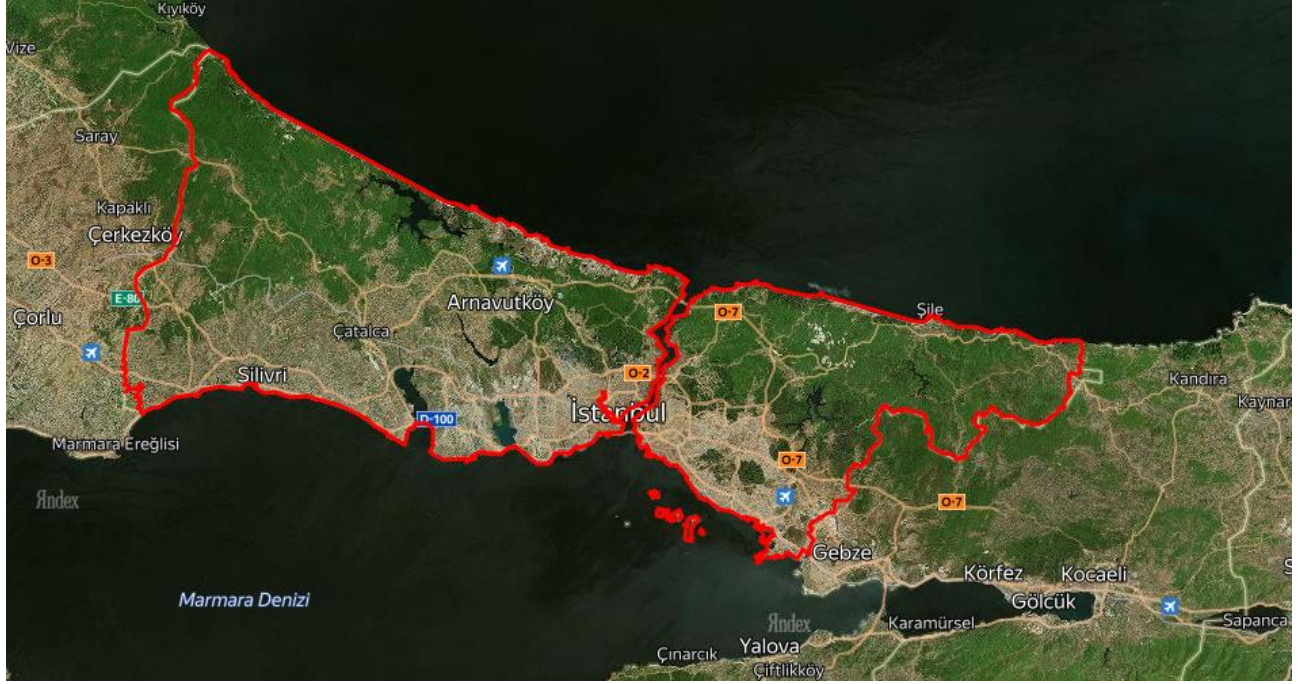 Kıyıköy
Vize
Saray
Kapaklı
Çerkezköy
O-3
E-80
Çorlu
Arnavutköy
O-7
Şile
Çatalca
Silivri
O-2
Kandıra
İstanbul
D-100
Marmara Ereğlisi
O-7
Яndex
O-7
Gebze
Körfez
Kocaeli
Marmara Denizi
Gölcük
Яndex
Karamürsel
Sapanca
Çınarcık
Yalova
Çiftlikköy